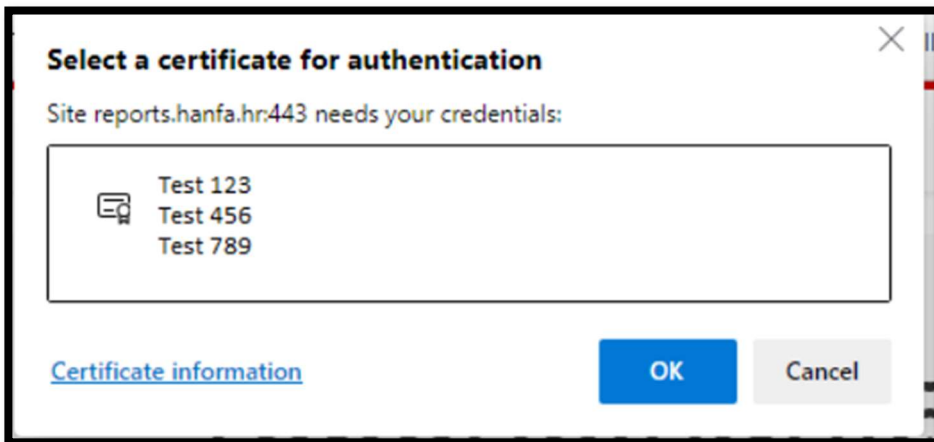 Select a certificate for authentication
Site reports.hanfa.hr:443 needs your credentials:
Test 123
Test 456
Test 789
Certificate information
OK
Cancel